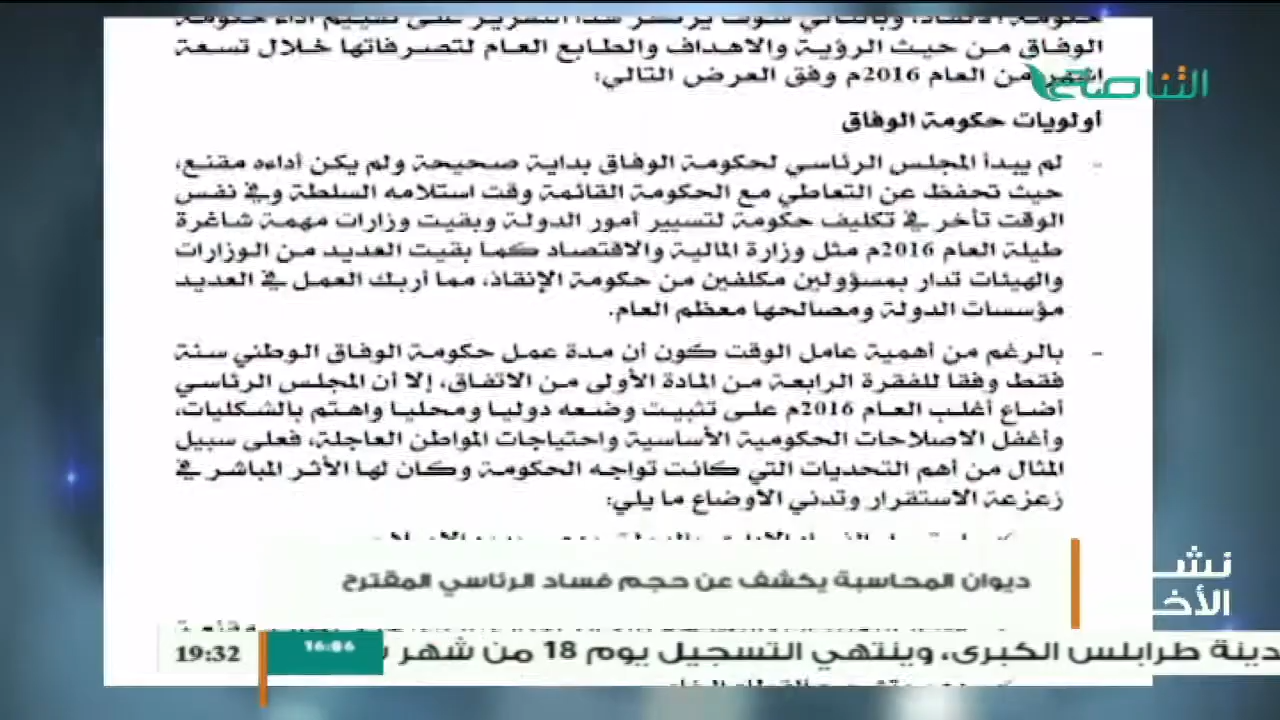 الوفاق من حيث الرؤية والاهداف والطابع العام لتصرفاتها خلال تسعة
اشهر من العام 2016م وفق العرض التالي:
التناصح
أولويات حكومة الوفاق
- لم يبدأ المجلس الرئاسي لحكومة الوفاق بداية صحيحة ولم يكن أداءه مقنع،
حيث تحفظ عن التعاطي مع الحكومة القائمة وقت استلامه السلطة وفي نفس
الوقت تأخر في تكليف حكومة لتسيير أمور الدولة وبقيت وزارات مهمة شاغرة
طيلة العام 2016م مثل وزارة المالية والاقتصاد كما بقيت العديد من الوزارات
والهيئات تدار بمسؤولين مكلفين من حكومة الإنقاذ، مما أربك العمل في العديد
مؤسسات الدولة ومصالحها معظم العام.
- بالرغم من أهمية عامل الوقت كون أن مدة عمل حكومة الوفاق الوطني سنة
فقط وفقا للفقرة الرابعة من المادة الأولى من الاتفاق، إلا أن المجلس الرئاسي
أضاع أغلب العام 2016م على تثبيت وضعه دوليا ومحليا واهتم بالشكليات،
وأغفل الاصلاحات الحكومية الأساسية واحتياجات المواطن العاجلة، فعلى سبيل
المثال من أهم التحديات التي كانت تواجه الحكومة وكان لها الأثر المباشر في
زعزعة الاستقرار وتدني الاوضاع ما يلي:
نشـ
الأخـ
ديوان المحاسبة يكشف عن حجم فساد الرئاسي المقترح
دينة طرابلس الكبرى، وينتهي التسجيل يوم 18 من شهر
16:06
19:32